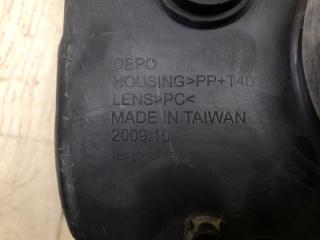 DEPO
HOUSING>PP+T40
LENS>PC<
MADE IN TAIWAN
2009.10